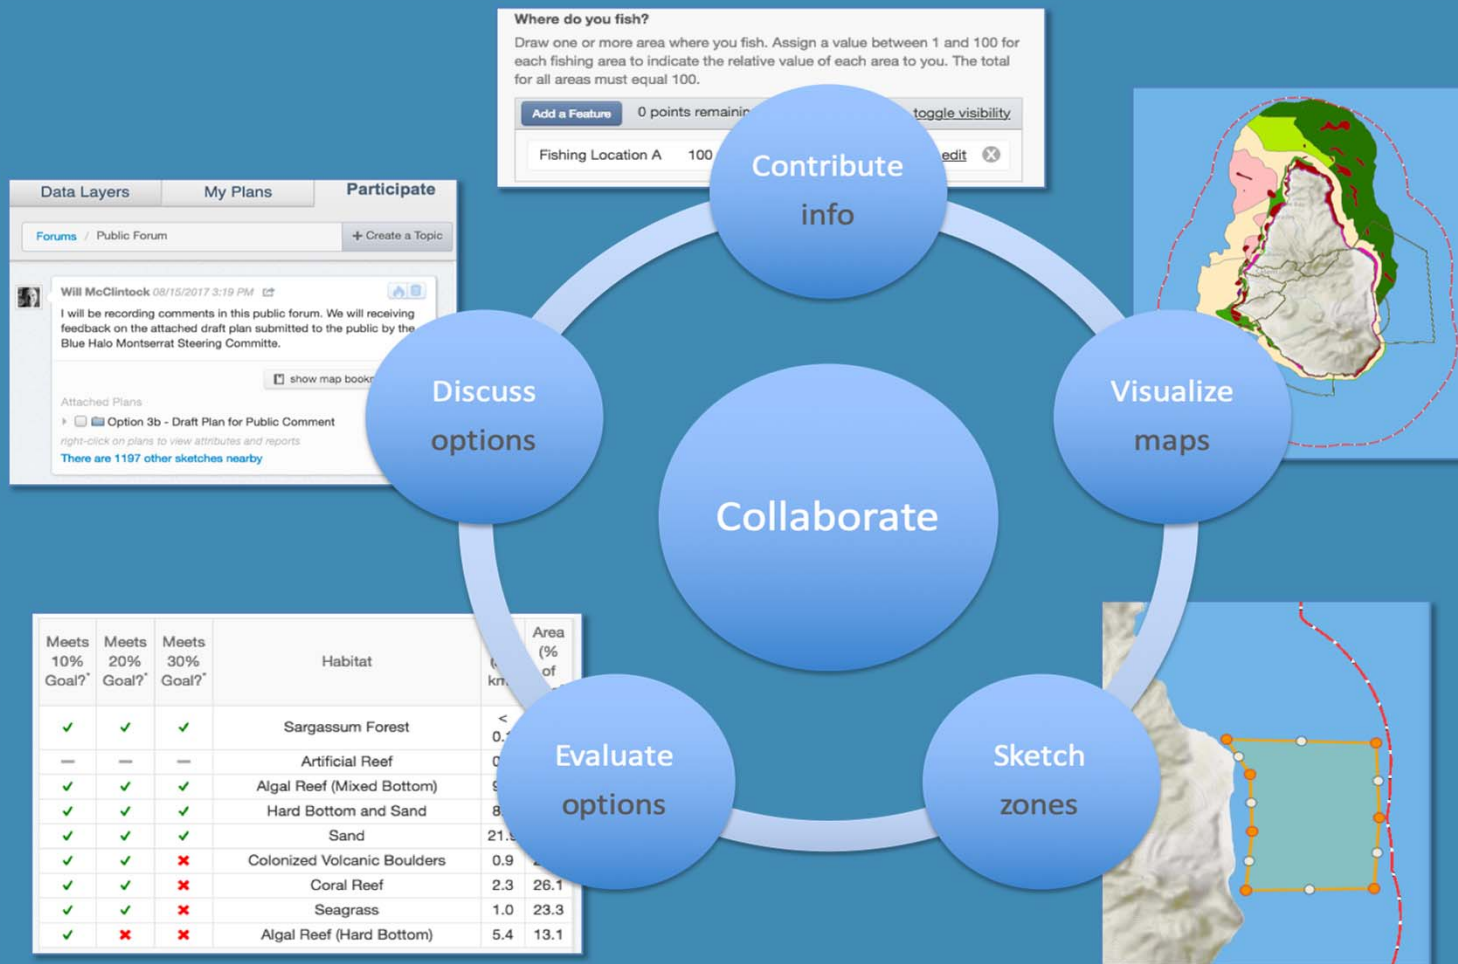 Where do you fish?
Draw one or more area where you fish. Assign a value between 1 and 100 for
each fishing area to indicate the relative value of each area to you. The total
for all areas must equal 100.
Add a Feature 0 points toggle visibility
Fishing Location A 100 edit
Contribute
info
Data Layers My Plans Participate
Forums / Public Forum + Create a Topic
Will McClintock 08/15/2017 3:19 PM
I will be recording comments in this public forum. We will receiving
feedback on the attached draft plan submitted to the public by the
Blue Halo Montserrat Steering Committe.
show map
Attached Plans
Option 3b - Draft Plan for Public Comment
right-click on plans to view attributes and reports
There are 1197 other sketches nearby
Discuss
options
Visualize
maps
Collaborate
Meets 10% Goal?* Meets 20% Goal?* Meets 30% Goal?* Habitat Area (% of
Sargassum Forest <
Artificial Reef
Algal Reef (Mixed Bottom)
Hard Bottom and Sand
Sand
Colonized Volcanic Boulders 0.9
Coral Reef 2.3 26.1
Seagrass 1.0 23.3
Algal Reef (Hard Bottom) 5.4 13.1
Evaluate
options
Sketch
zones